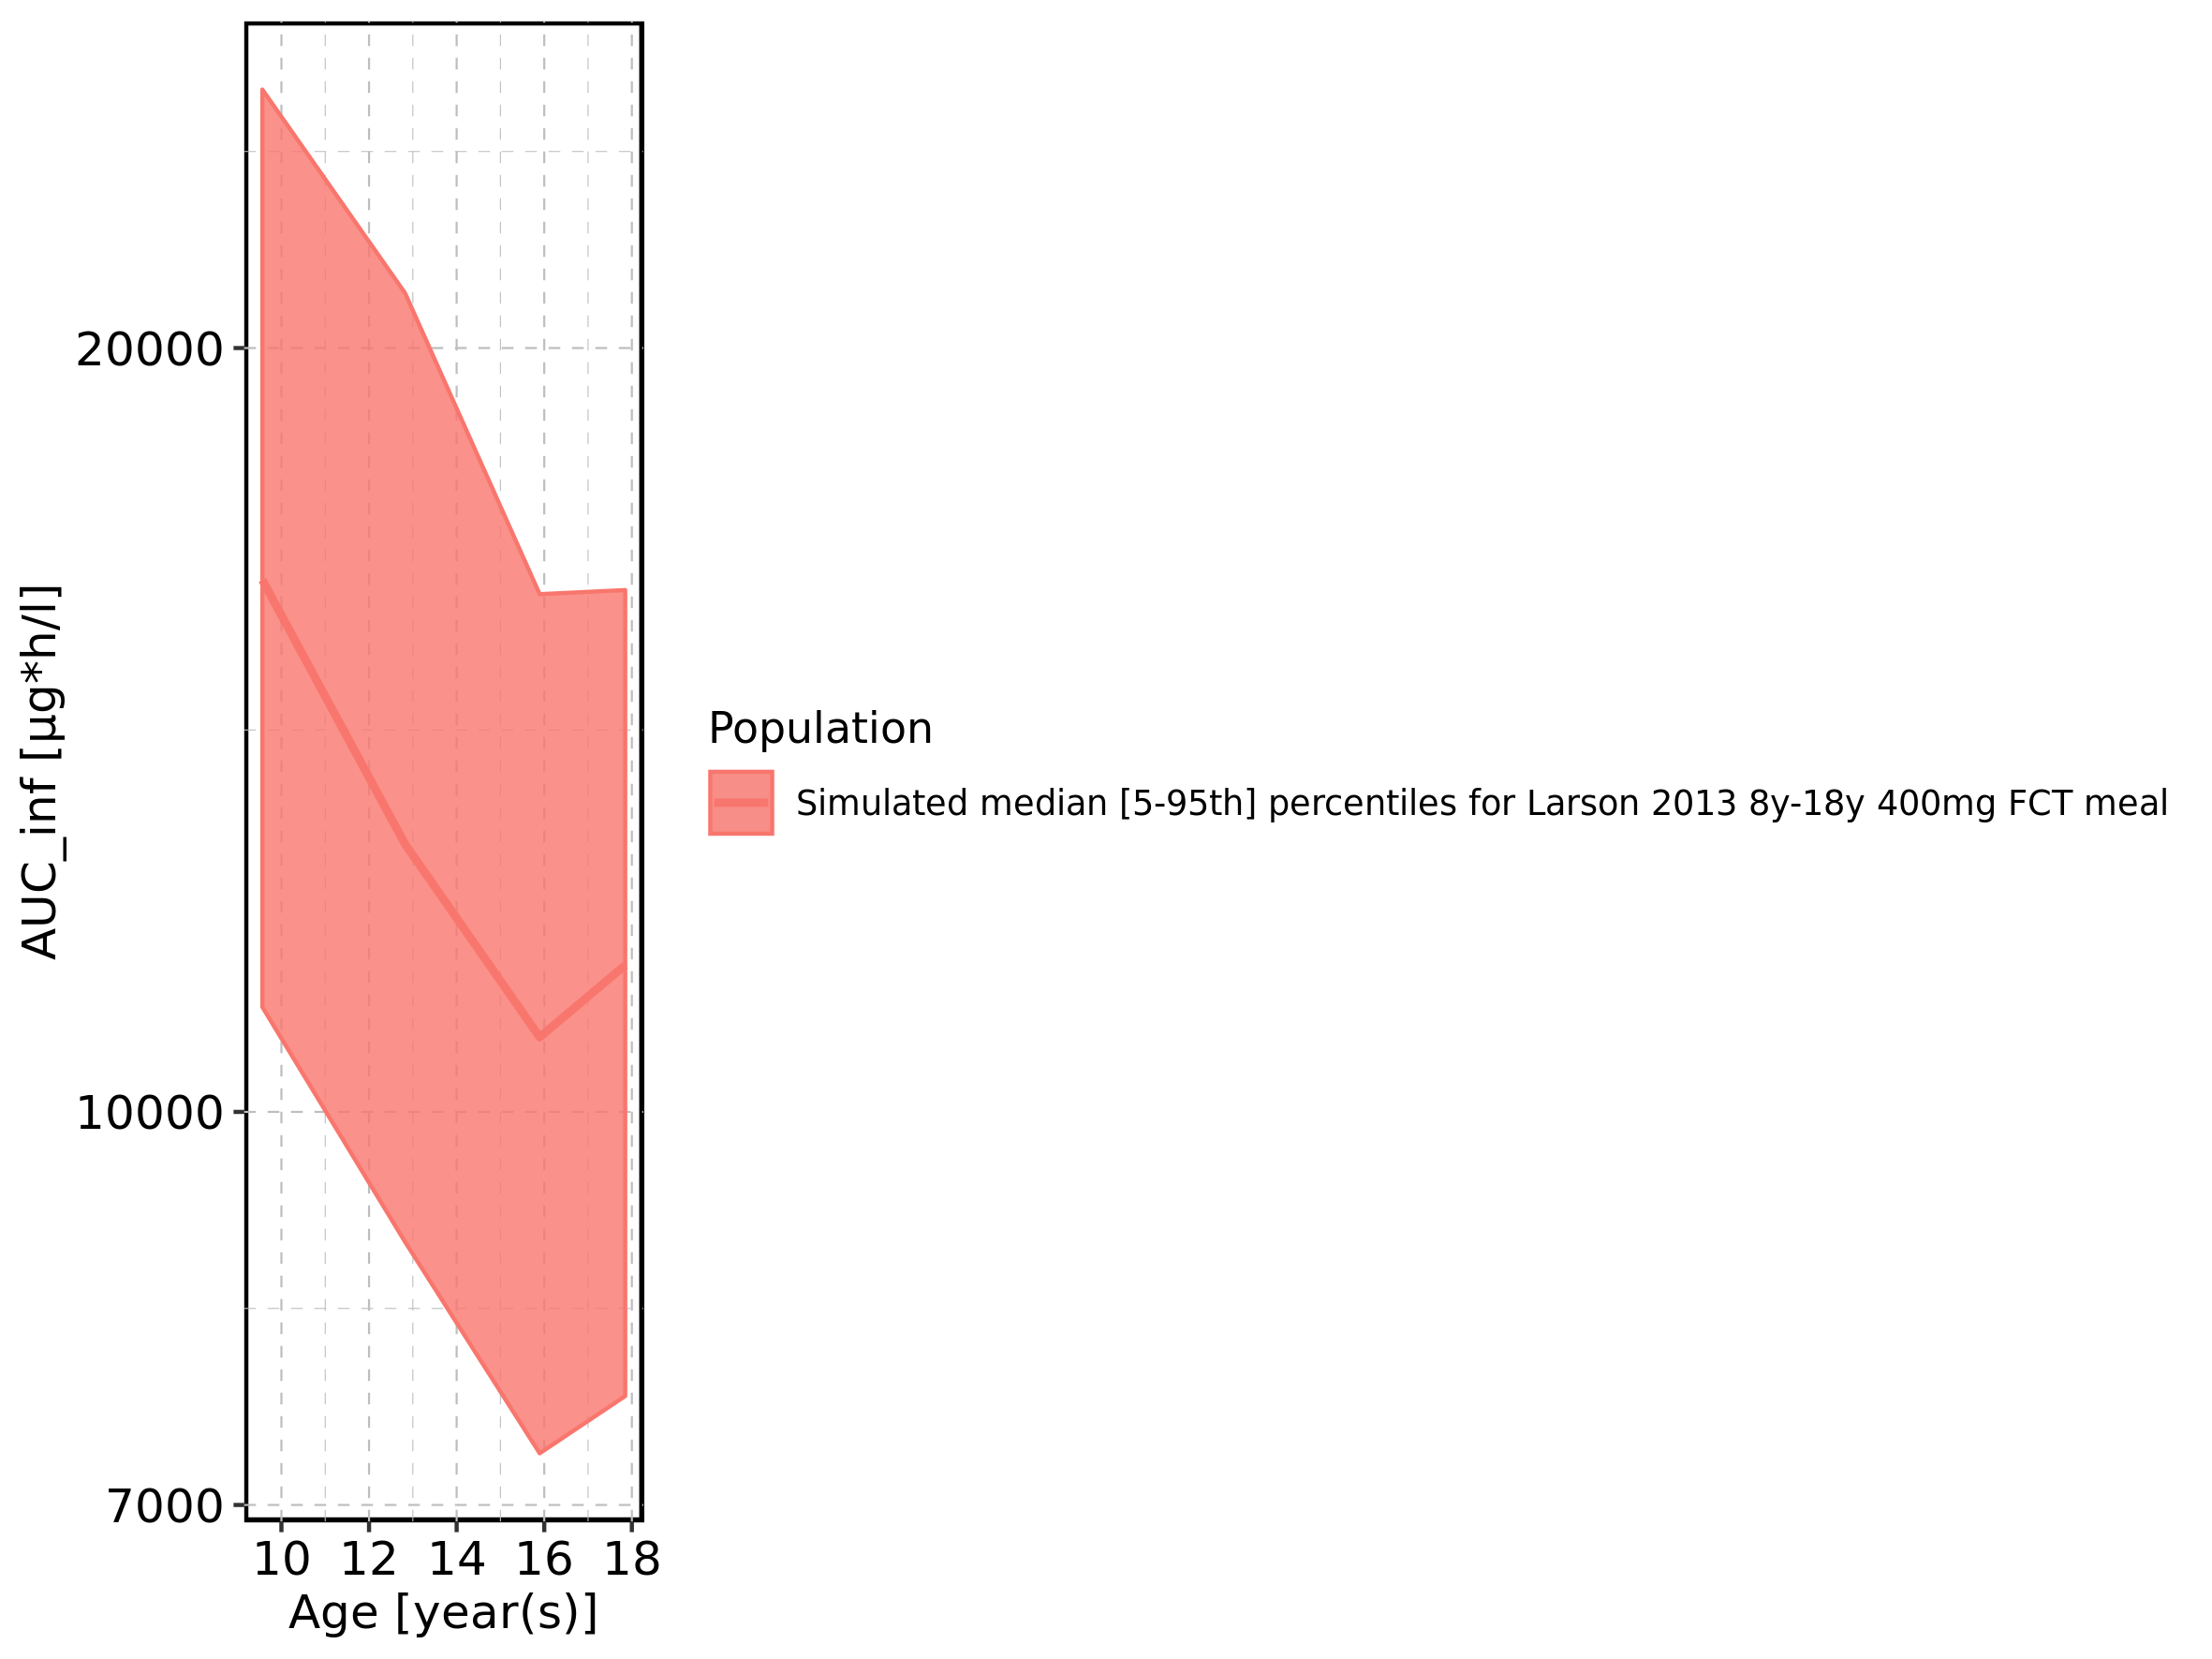 AUC_inf [µg*h/l]
20000
10000
7000
10 12 14 16 18
Age [year(s)]
Population
Simulated median [5-95th] percentiles for Larson 2013 8y-18y 400mg FCT meal